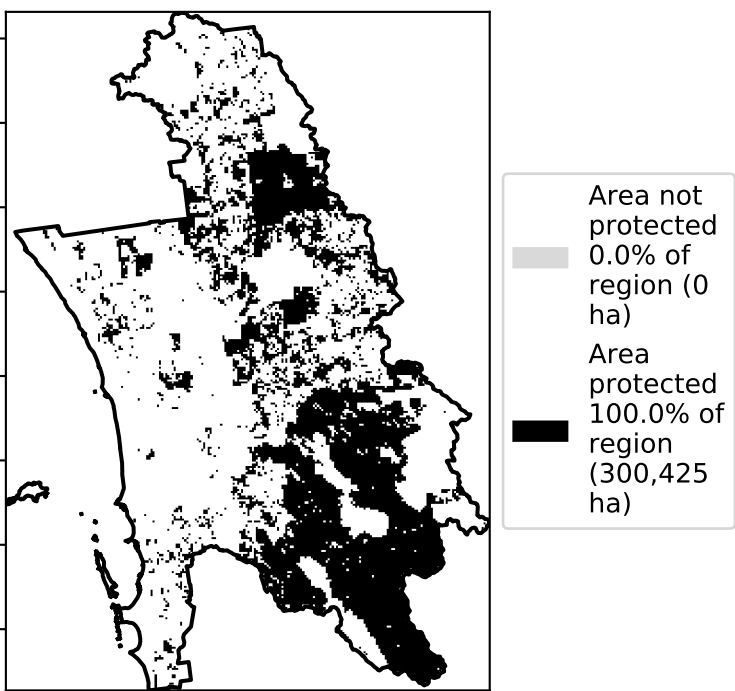 Area not
protected
0.0% of
region (0
ha)
Area
protected
100.0% of
region
(300,425
ha)